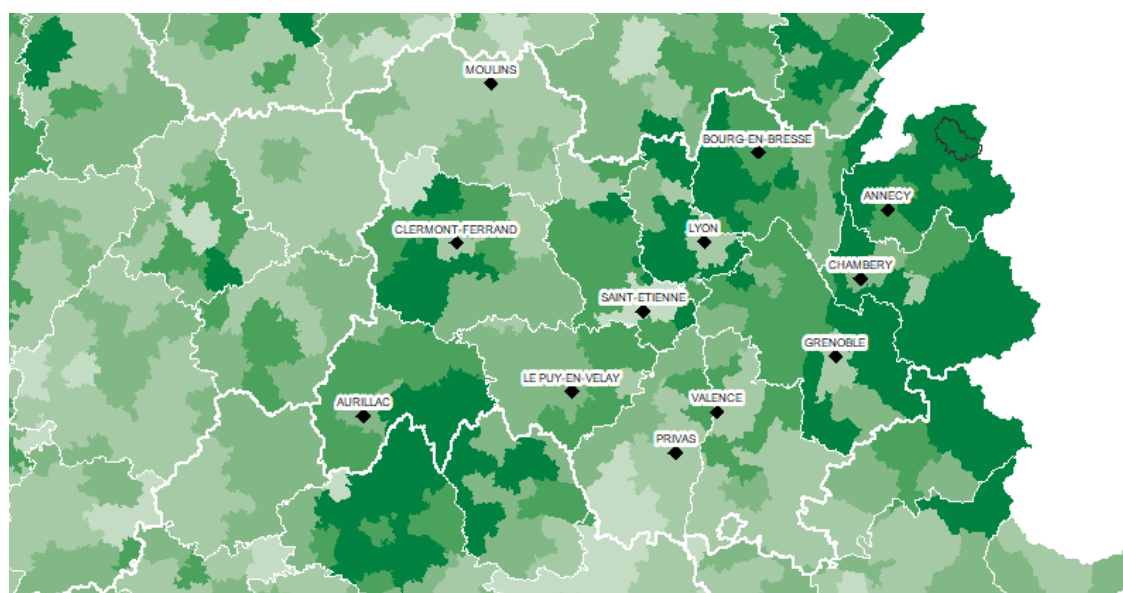 MOULINS
BOURG-EN-BRESSE
ANNECY
CLERMONT-FERRAND
LYON
CHAMBERY
SAINT-ETIENNE
GRENOBLE
LE PUY-EN-VELAY
AURILLAC
VALENCE
PRIVAS